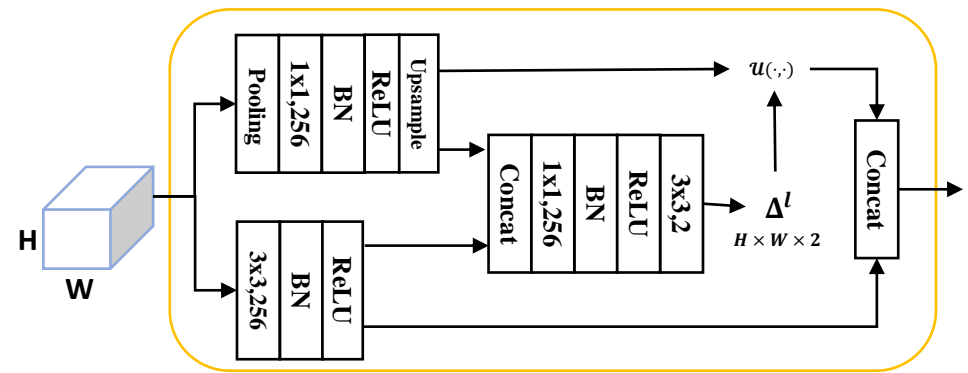 H
W
Pooling
1x1,256
BN
ReLU
Upsample
3x3,256
BN
ReLU
Concat
1x1,256
BN
ReLU
3x3,2
u(·,·)
Δ^l
H × W × 2
Concat